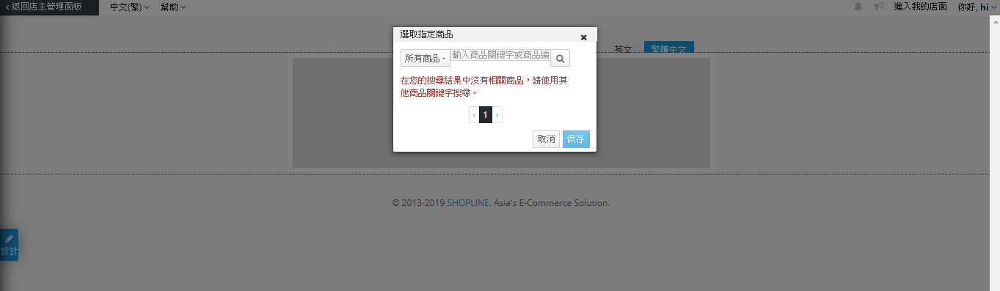 返回店主管理面板 中文(繁) 幫助 進入我的店面 你好, hi
選取指定商品
英文 繁體中文
所有商品 輸入商品關鍵字或商品編
在您的搜尋結果中沒有相關商品，請使用其
他商品關鍵字搜尋。
‹ 1 ›
取消 保存
© 2013-2019 SHOPLINE. Asia's E-Commerce Solution.
設計